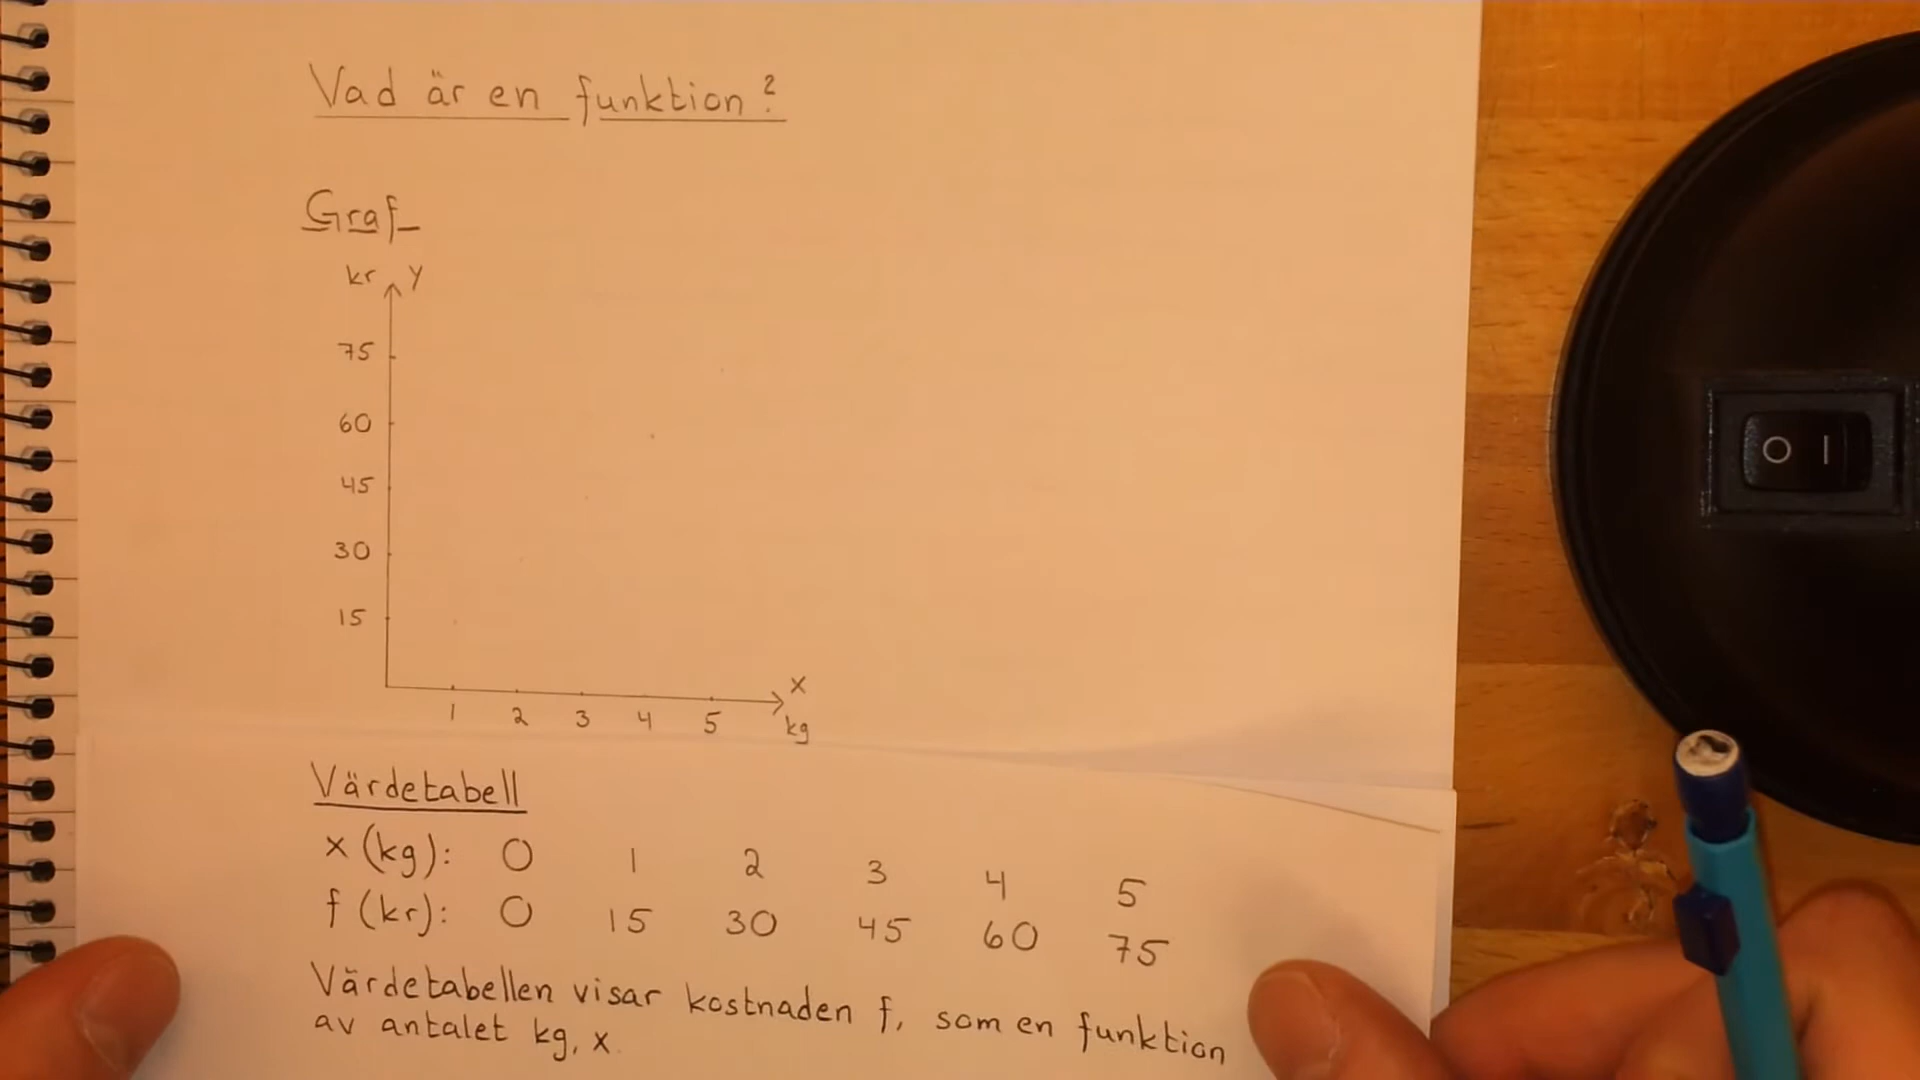 Vad är en funktion?
Graf
kr y
75
60
45
30
15
x
1 2 3 4 5 kg
Värdetabell
x (kg): 0 1 2 3 4 5
f (kr): 0 15 30 45 60 75
Värdetabellen visar kostnaden f, som en funktion
av antalet kg, x.
O I